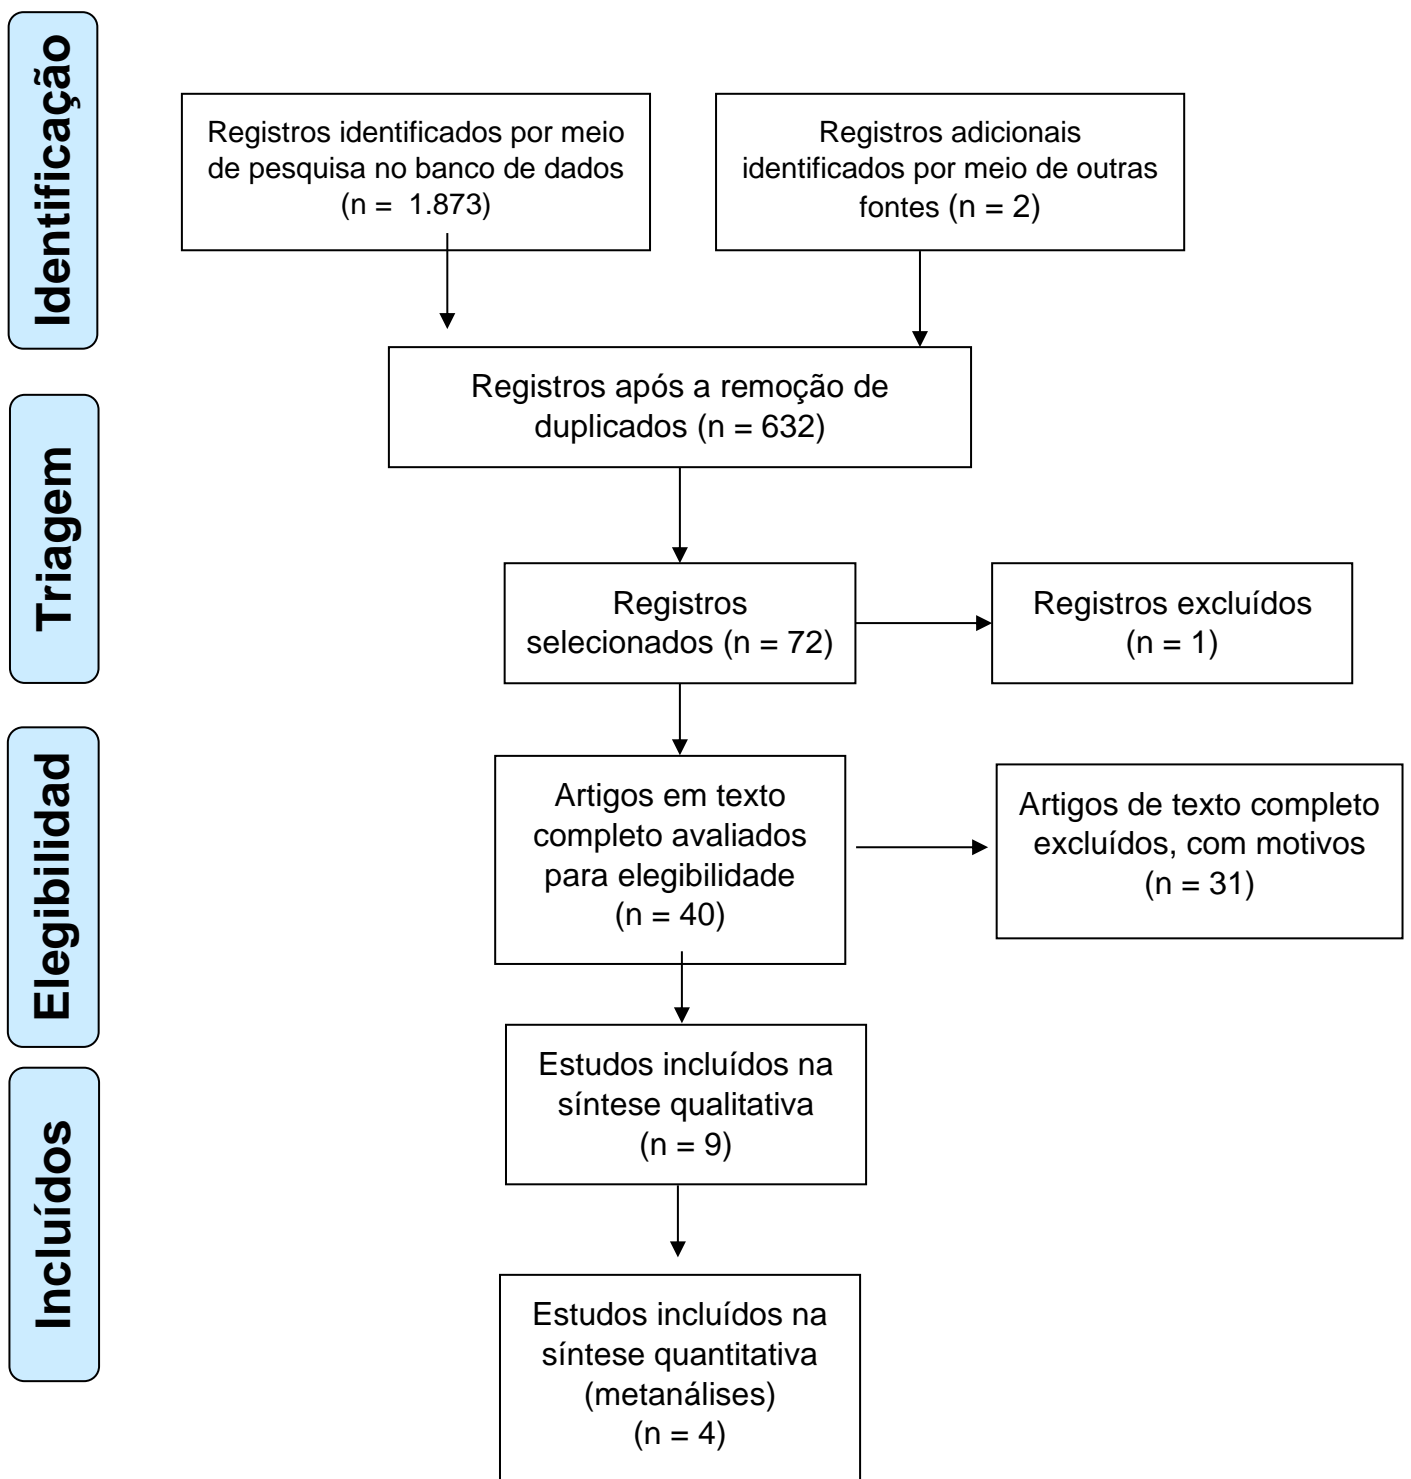 Identificação
Registros identificados por meio
de pesquisa no banco de dados
(n =  1.873)
Registros adicionais
identificados por meio de outras
fontes (n = 2)
Registros após a remoção de
duplicados (n = 632)
Triagem
Registros
selecionados (n = 72)
Registros excluídos
(n = 1)
Elegibilidad
Artigos em texto
completo avaliados
para elegibilidade
(n = 40)
Artigos de texto completo
excluídos, com motivos
(n = 31)
Estudos incluídos na
síntese qualitativa
(n = 9)
Incluídos
Estudos incluídos na
síntese quantitativa
(metanálises)
(n = 4)